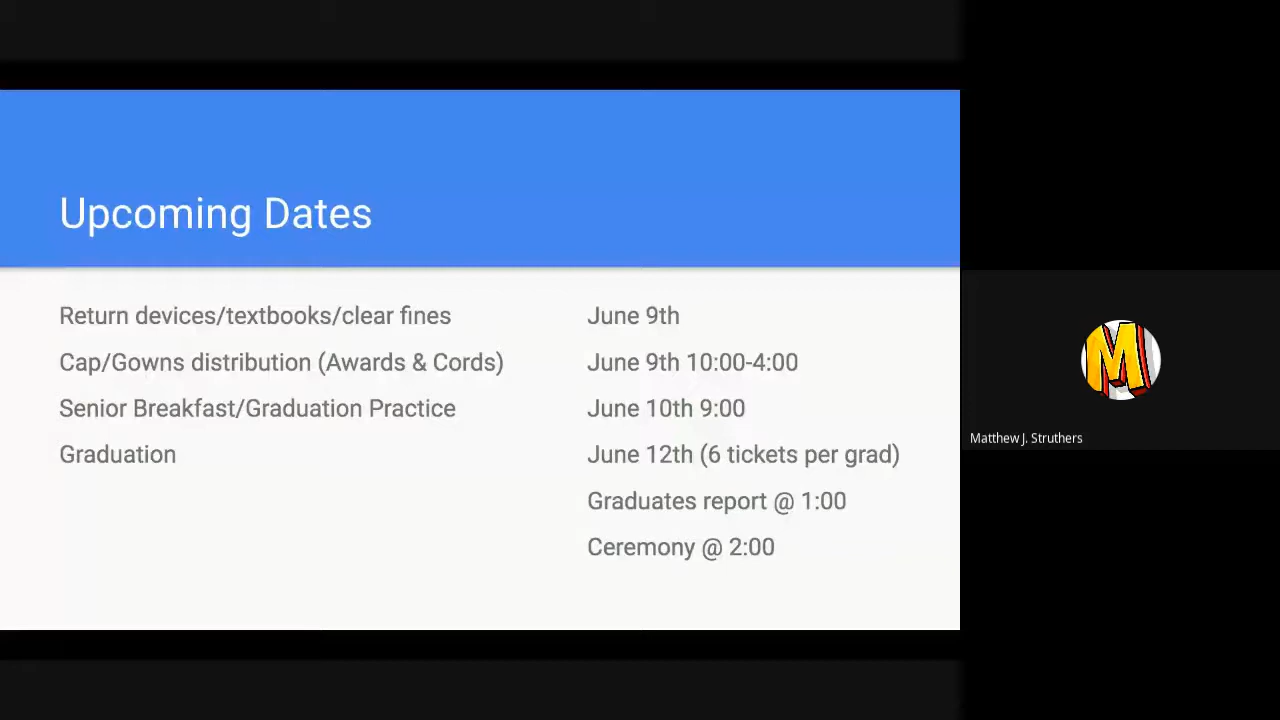 Upcoming Dates
Return devices/textbooks/clear fines June 9th
Cap/Gowns distribution (Awards & Cords) June 9th 10:00-4:00
Senior Breakfast/Graduation Practice June 10th 9:00
Graduation June 12th (6 tickets per grad)
Graduates report @ 1:00
Ceremony @ 2:00
M
Matthew J. Struthers